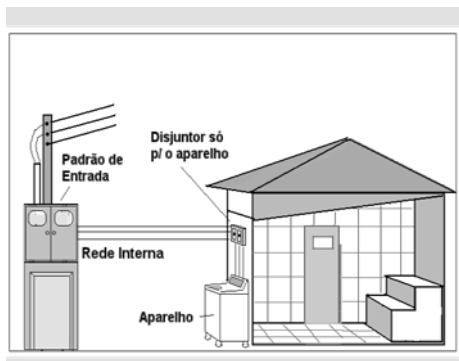 Disjuntor só
p/ o aparelho
Padrão de
Entrada
Rede Interna
Aparelho